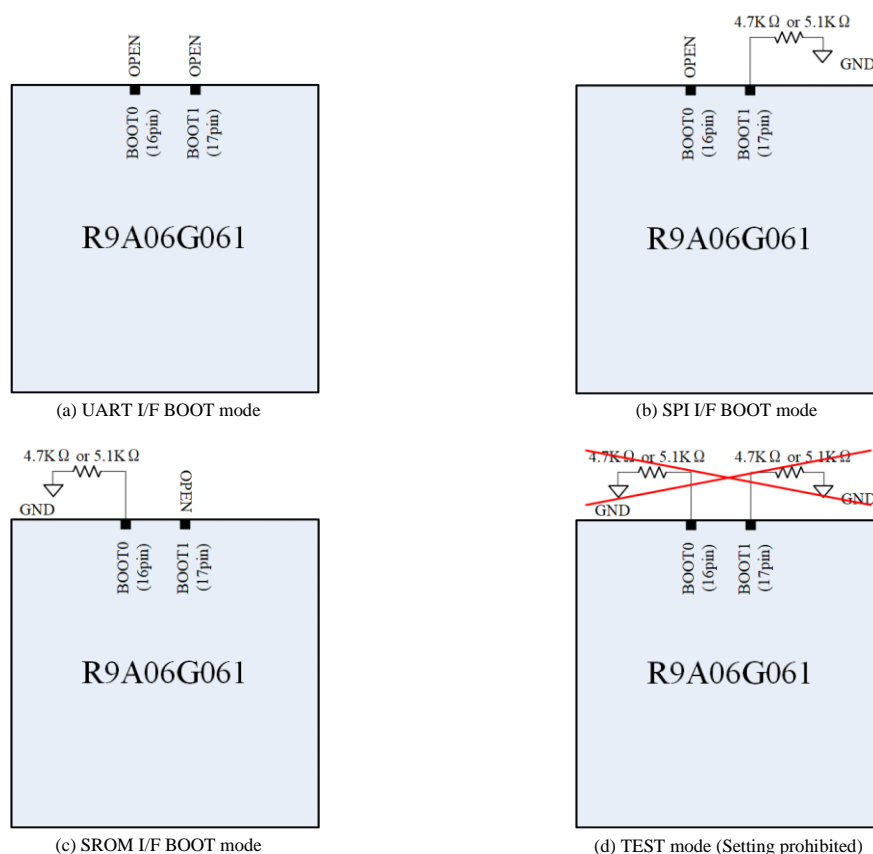 OPEN
OPEN
BOOT0
(16pin)
BOOT1
(17pin)
R9A06G061
(a) UART I/F BOOT mode
4.7KΩ or 5.1KΩ
GND
OPEN
BOOT0
(16pin)
BOOT1
(17pin)
R9A06G061
(b) SPI I/F BOOT mode
4.7KΩ or 5.1KΩ
GND
OPEN
BOOT0
(16pin)
BOOT1
(17pin)
R9A06G061
(c) SROM I/F BOOT mode
4.7KΩ or 5.1KΩ
4.7KΩ or 5.1KΩ
GND
GND
BOOT0
(16pin)
BOOT1
(17pin)
R9A06G061
(d) TEST mode (Setting prohibited)